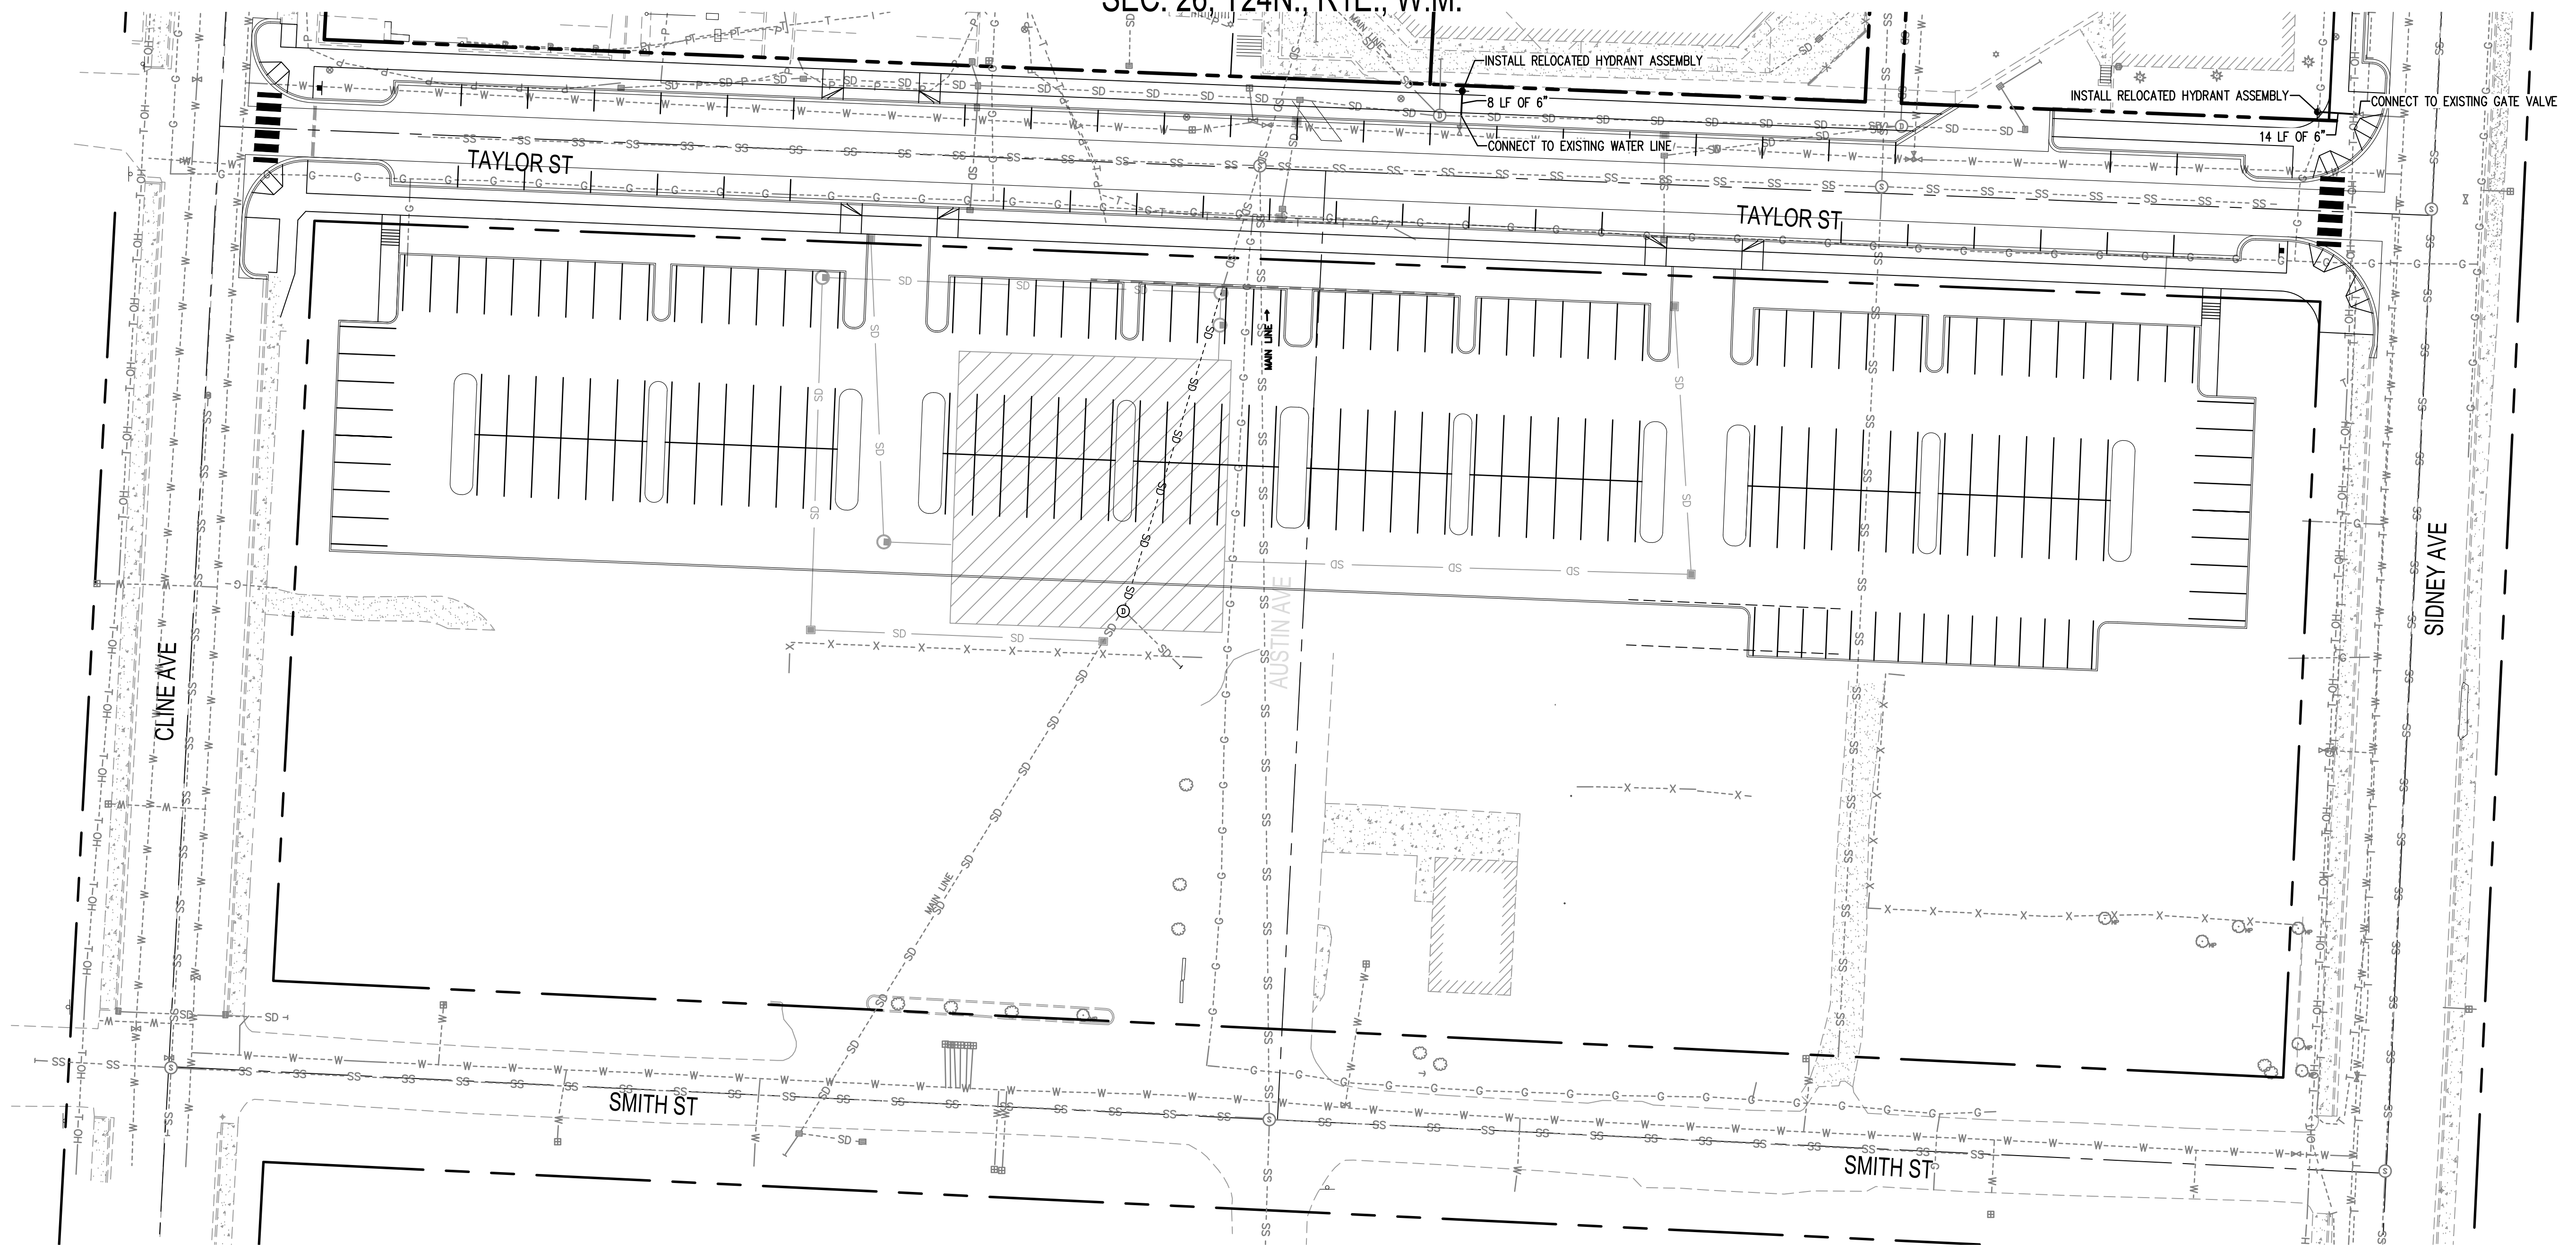 SEC. 26, T24N., R1E., W.M.
INSTALL RELOCATED HYDRANT ASSEMBLY
8 LF OF 6"
CONNECT TO EXISTING WATER LINE
INSTALL RELOCATED HYDRANT ASSEMBLY
CONNECT TO EXISTING GATE VALVE
14 LF OF 6"
MAIN LINE
TAYLOR ST
TAYLOR ST
MAIN LINE
CLINE AVE
AUSTIN AVE
SIDNEY AVE
MAIN LINE
SMITH ST
SMITH ST